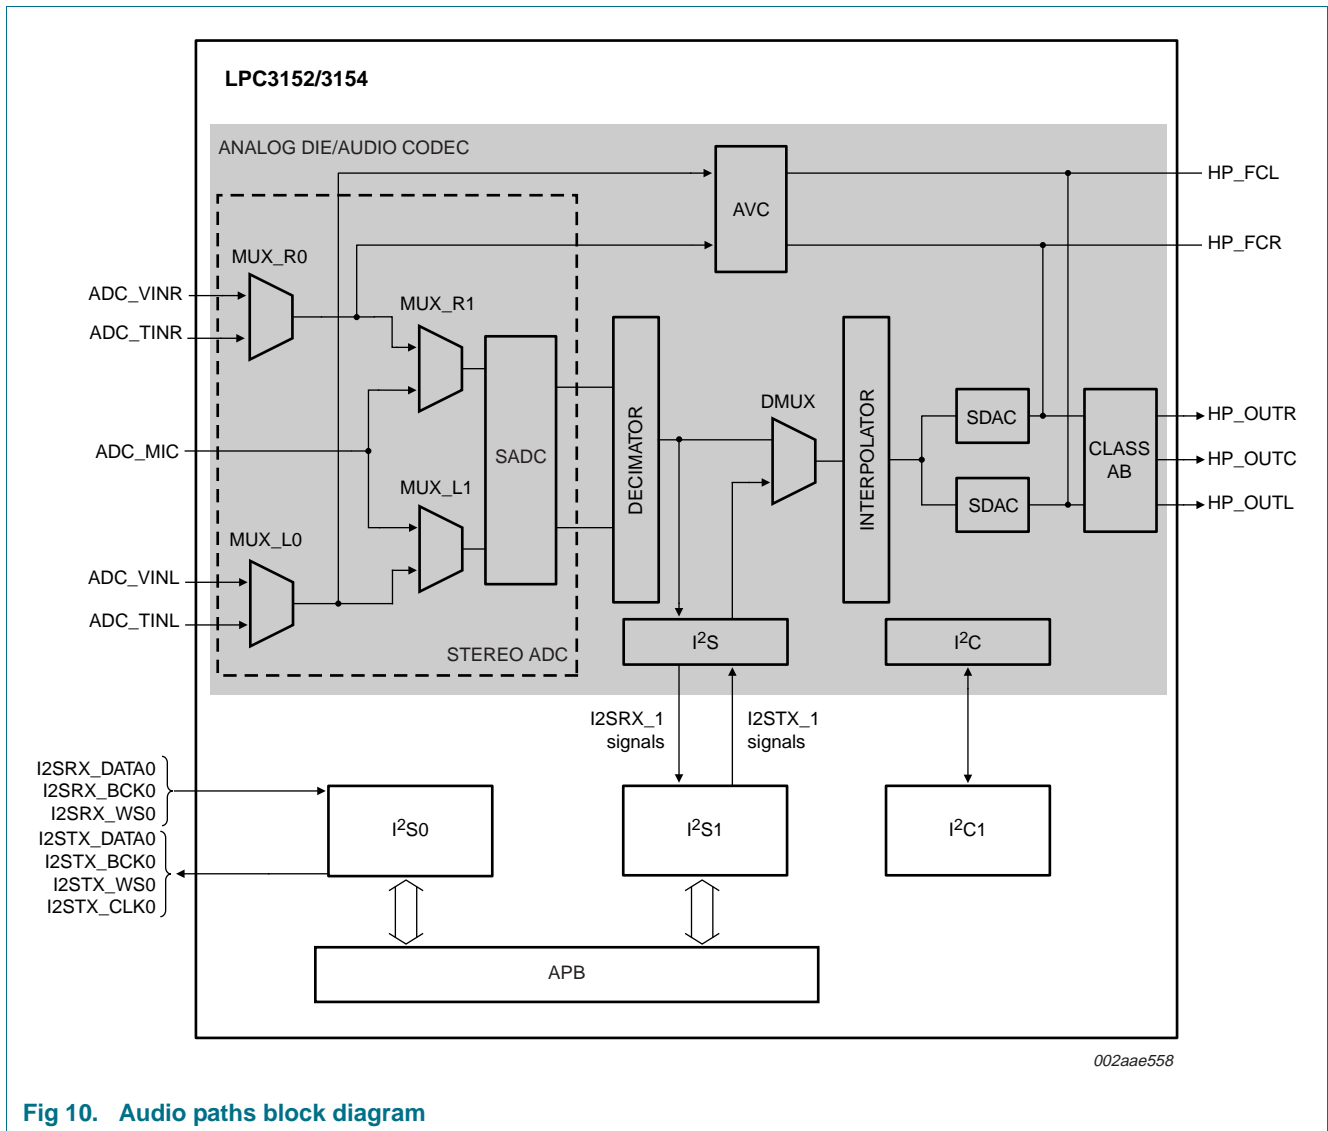 LPC3152/3154
ANALOG DIE/AUDIO CODEC
HP_FCL
AVC
HP_FCR
MUX_R0
ADC_VINR
MUX_R1
ADC_TINR
DMUX
SDAC
HP_OUTR
DECIMATOR
INTERPOLATOR
ADC_MIC
SADC
CLASS
AB
HP_OUTC
MUX_L1
SDAC
HP_OUTL
MUX_L0
ADC_VINL
ADC_TINL
I2S
I2C
STEREO ADC
I2SRX_1
signals
I2STX_1
signals
I2SRX_DATA0
I2SRX_BCK0
I2SRX_WS0
I2STX_DATA0
I2STX_BCK0
I2STX_WS0
I2STX_CLK0
I2S0
I2S1
I2C1
APB
002aae558
Fig 10. Audio paths block diagram